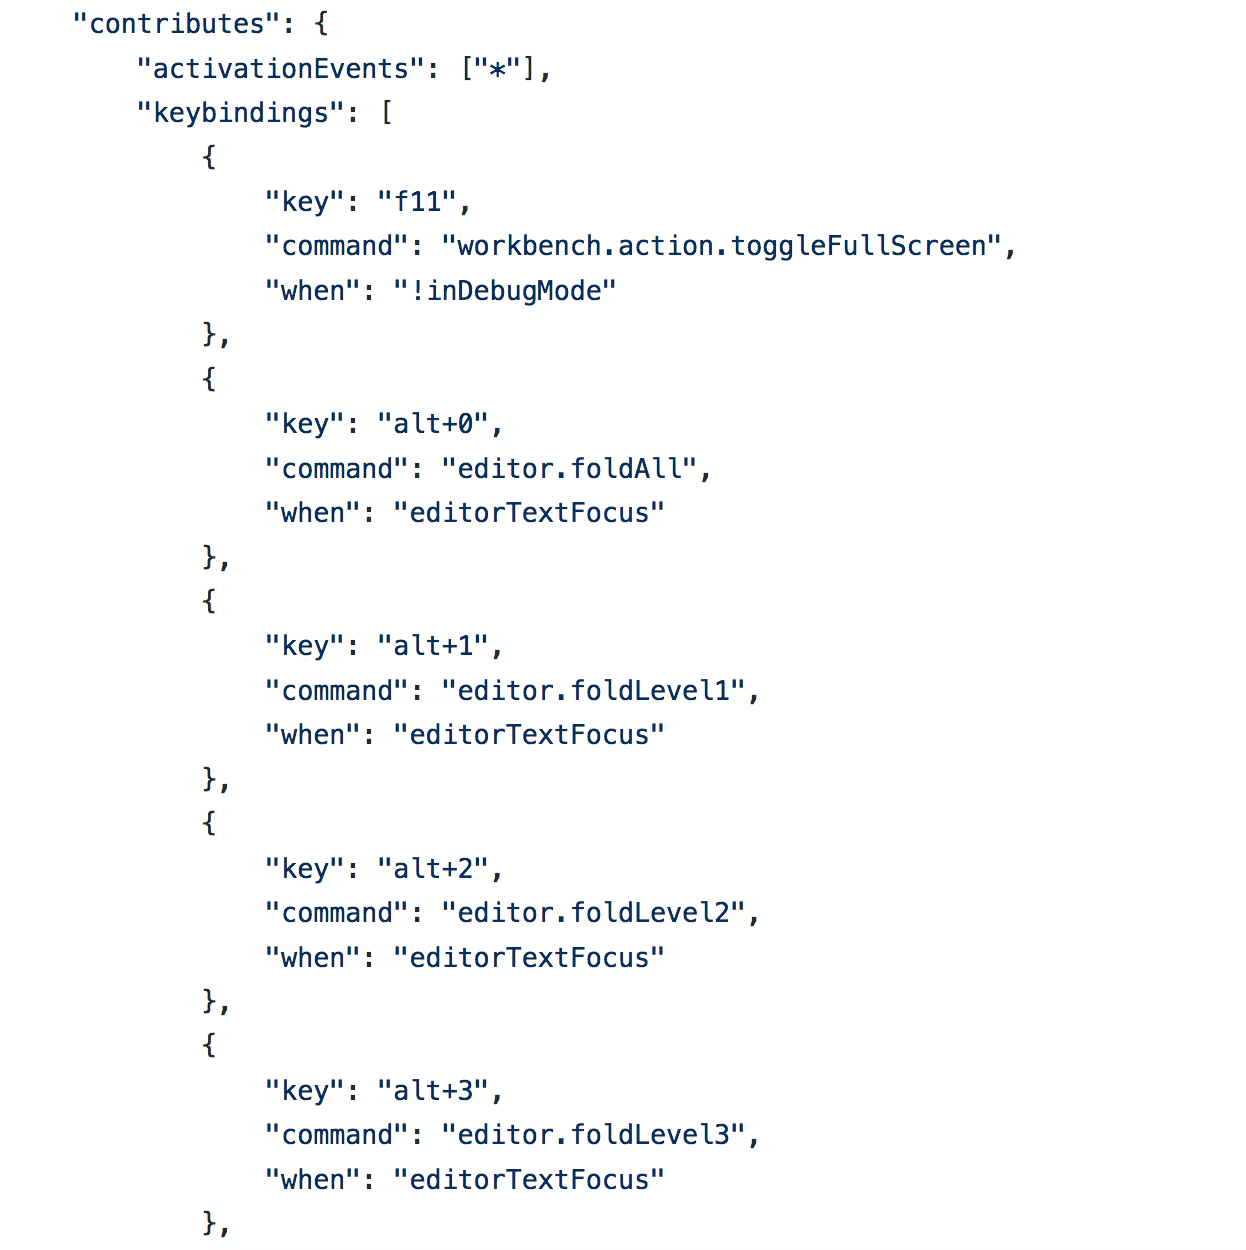 "contributes": {
"activationEvents": ["*"],
"keybindings": [
{
"key": "f11",
"command": "workbench.action.toggleFullScreen",
"when": "!inDebugMode"
},
{
"key": "alt+0",
"command": "editor.foldAll",
"when": "editorTextFocus"
},
{
"key": "alt+1",
"command": "editor.foldLevel1",
"when": "editorTextFocus"
},
{
"key": "alt+2",
"command": "editor.foldLevel2",
"when": "editorTextFocus"
},
{
"key": "alt+3",
"command": "editor.foldLevel3",
"when": "editorTextFocus"
},